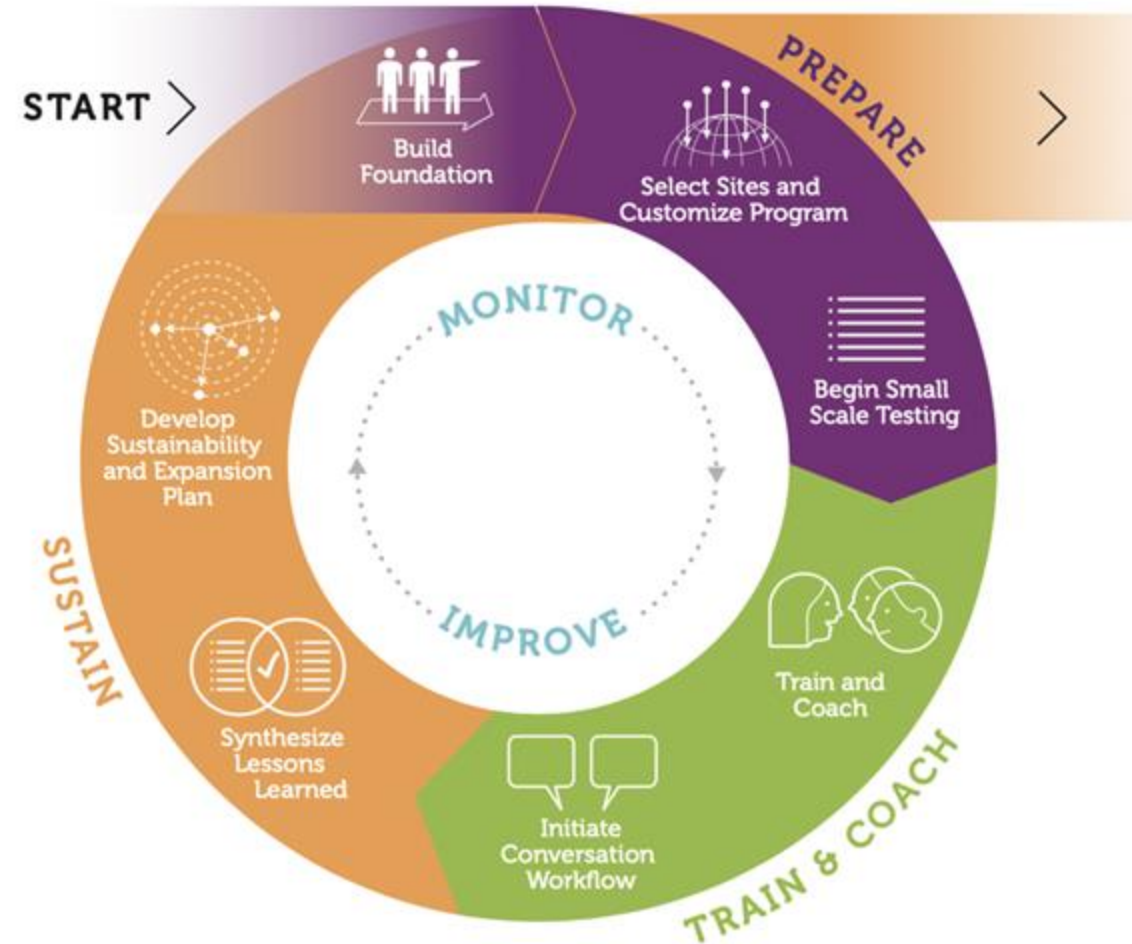 START
Build
Foundation
PREPARE
Select Sites and
Customize Program
Begin Small
Scale Testing
Train and
Coach
TRAIN & COACH
Initiate
Conversation
Workflow
Synthesize
Lessons
Learned
SUSTAIN
Develop
Sustainability
and Expansion
Plan
MONITOR
IMPROVE